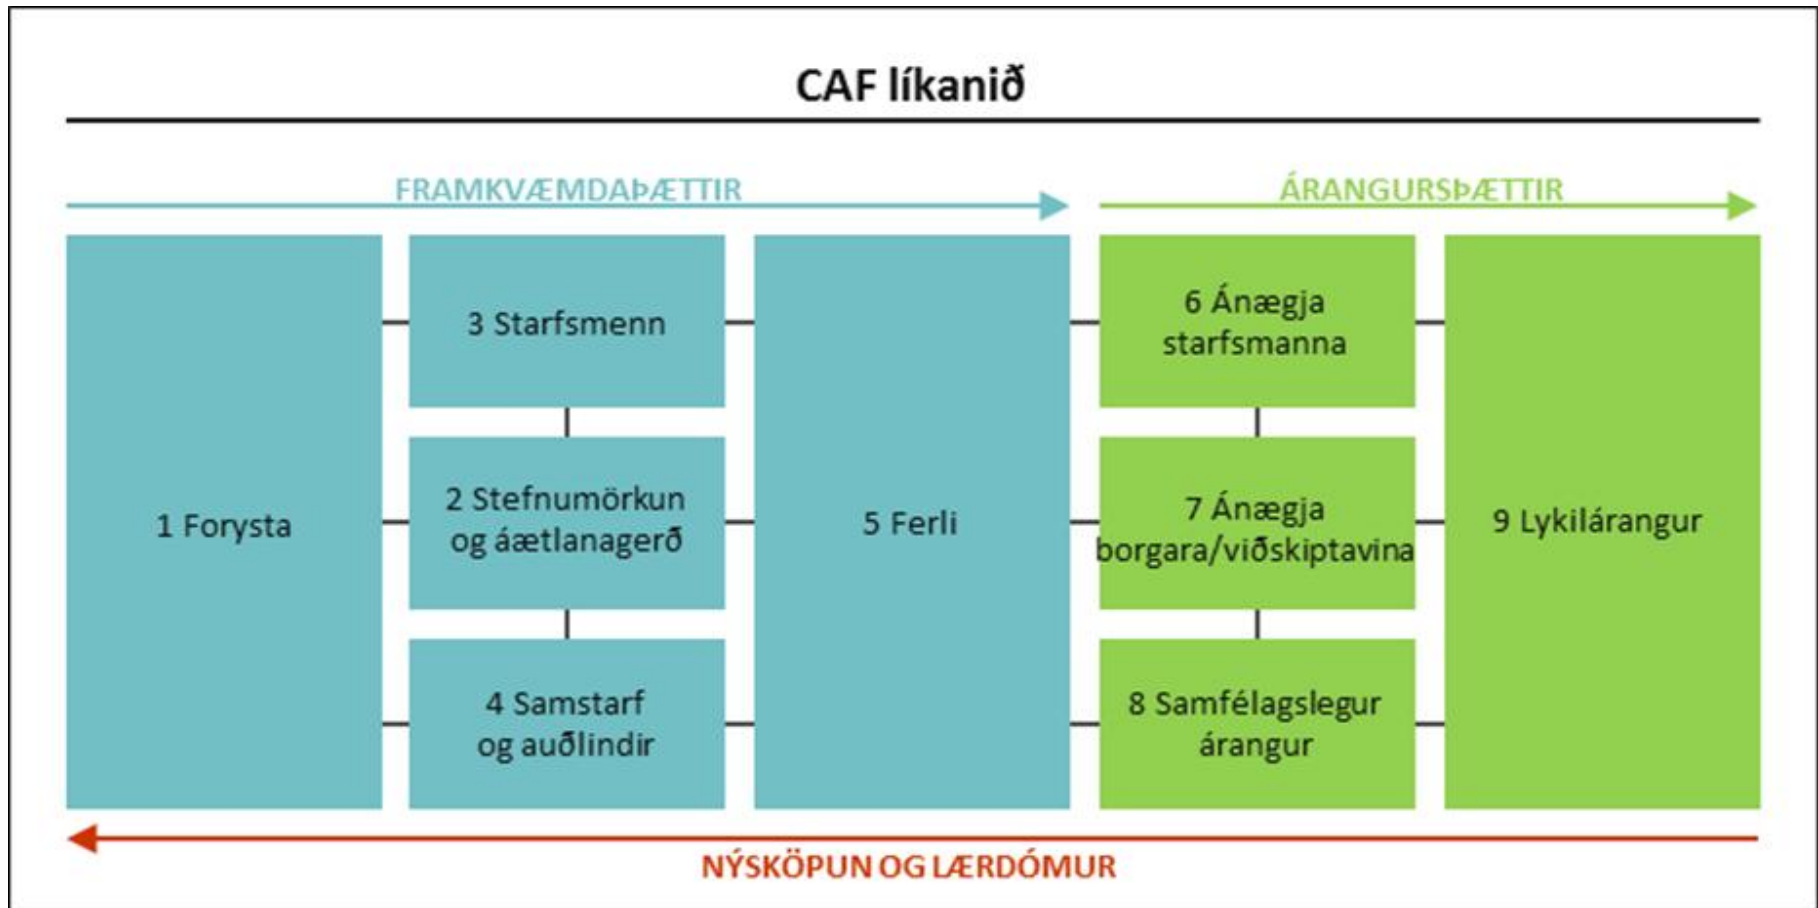 CAF líkanið
FRAMKVÆMDAÞÆTTIR
ÁRANGURSÞÆTTIR
1 Forysta
3 Starfsmenn
2 Stefnumörkun
og áætlanagerð
4 Samstarf
og auðlindir
5 Ferli
6 Ánægja
starfsmanna
7 Ánægja
borgara/viðskiptavina
8 Samfélagslegur
árangur
9 Lykilárangur
NÝSKÖPUN OG LÆRDÓMUR